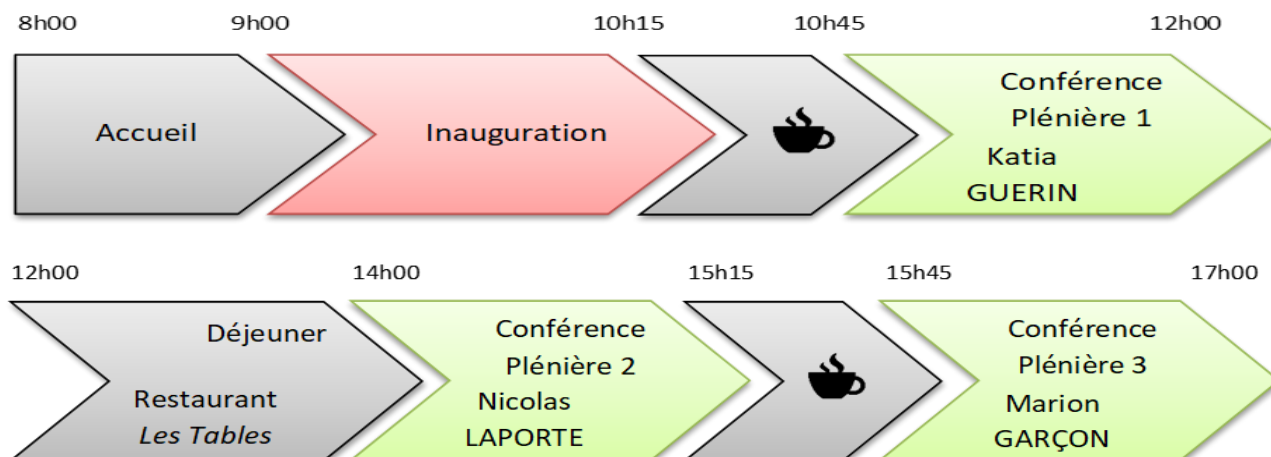 8h00 9h00 10h15 10h45 12h00
Accueil
Inauguration
Conférence
Plénière 1
Katia
GUERIN
12h00 14h00 15h15 15h45 17h00
Déjeuner
Restaurant
Les Tables
Conférence
Plénière 2
Nicolas
LAPORTE
Conférence
Plénière 3
Marion
GARÇON